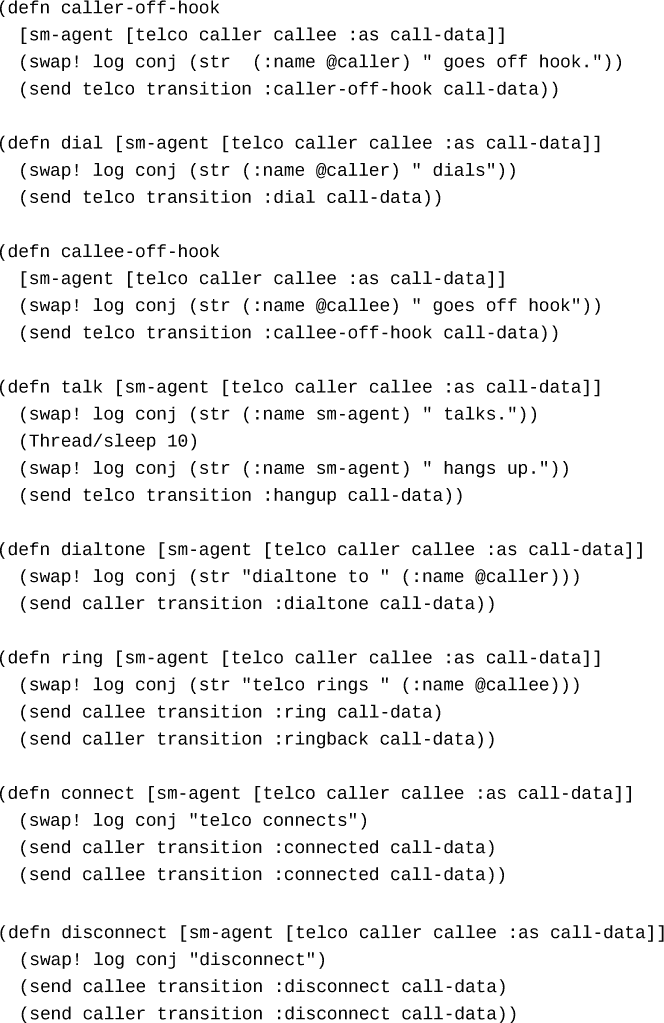 (defn caller-off-hook
  [sm-agent [telco caller callee :as call-data]]
  (swap! log conj (str  (:name @caller) " goes off hook."))
  (send telco transition :caller-off-hook call-data))

(defn dial [sm-agent [telco caller callee :as call-data]]
  (swap! log conj (str (:name @caller) " dials"))
  (send telco transition :dial call-data))

(defn callee-off-hook
  [sm-agent [telco caller callee :as call-data]]
  (swap! log conj (str (:name @callee) " goes off hook"))
  (send telco transition :callee-off-hook call-data))

(defn talk [sm-agent [telco caller callee :as call-data]]
  (swap! log conj (str (:name sm-agent) " talks."))
  (Thread/sleep 10)
  (swap! log conj (str (:name sm-agent) " hangs up."))
  (send telco transition :hangup call-data))

(defn dialtone [sm-agent [telco caller callee :as call-data]]
  (swap! log conj (str "dialtone to " (:name @caller)))
  (send caller transition :dialtone call-data))

(defn ring [sm-agent [telco caller callee :as call-data]]
  (swap! log conj (str "telco rings " (:name @callee)))
  (send callee transition :ring call-data)
  (send caller transition :ringback call-data))

(defn connect [sm-agent [telco caller callee :as call-data]]
  (swap! log conj "telco connects")
  (send caller transition :connected call-data)
  (send callee transition :connected call-data))

(defn disconnect [sm-agent [telco caller callee :as call-data]]
  (swap! log conj "disconnect")
  (send callee transition :disconnect call-data)
  (send caller transition :disconnect call-data))